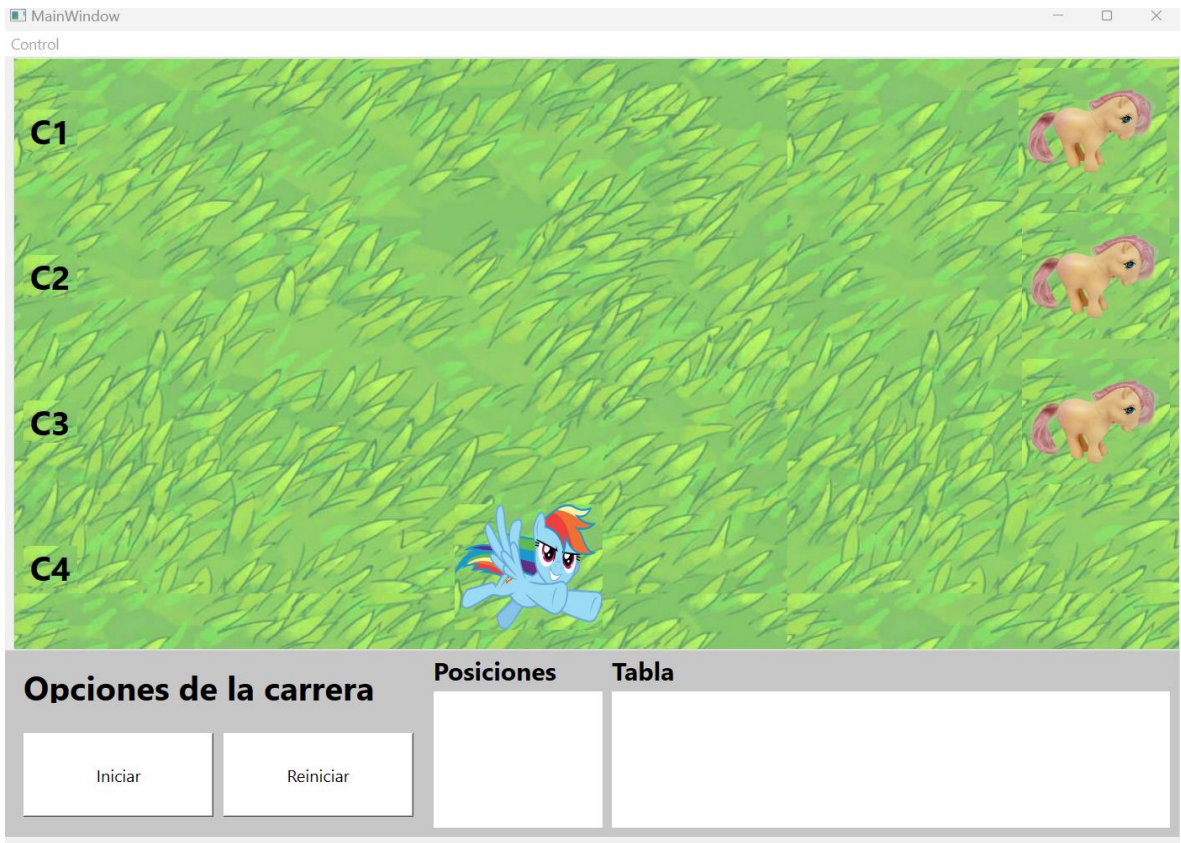 MainWindow
Control
C1
C2
C3
C4
Opciones de la carrera
Posiciones
Tabla
Iniciar
Reiniciar